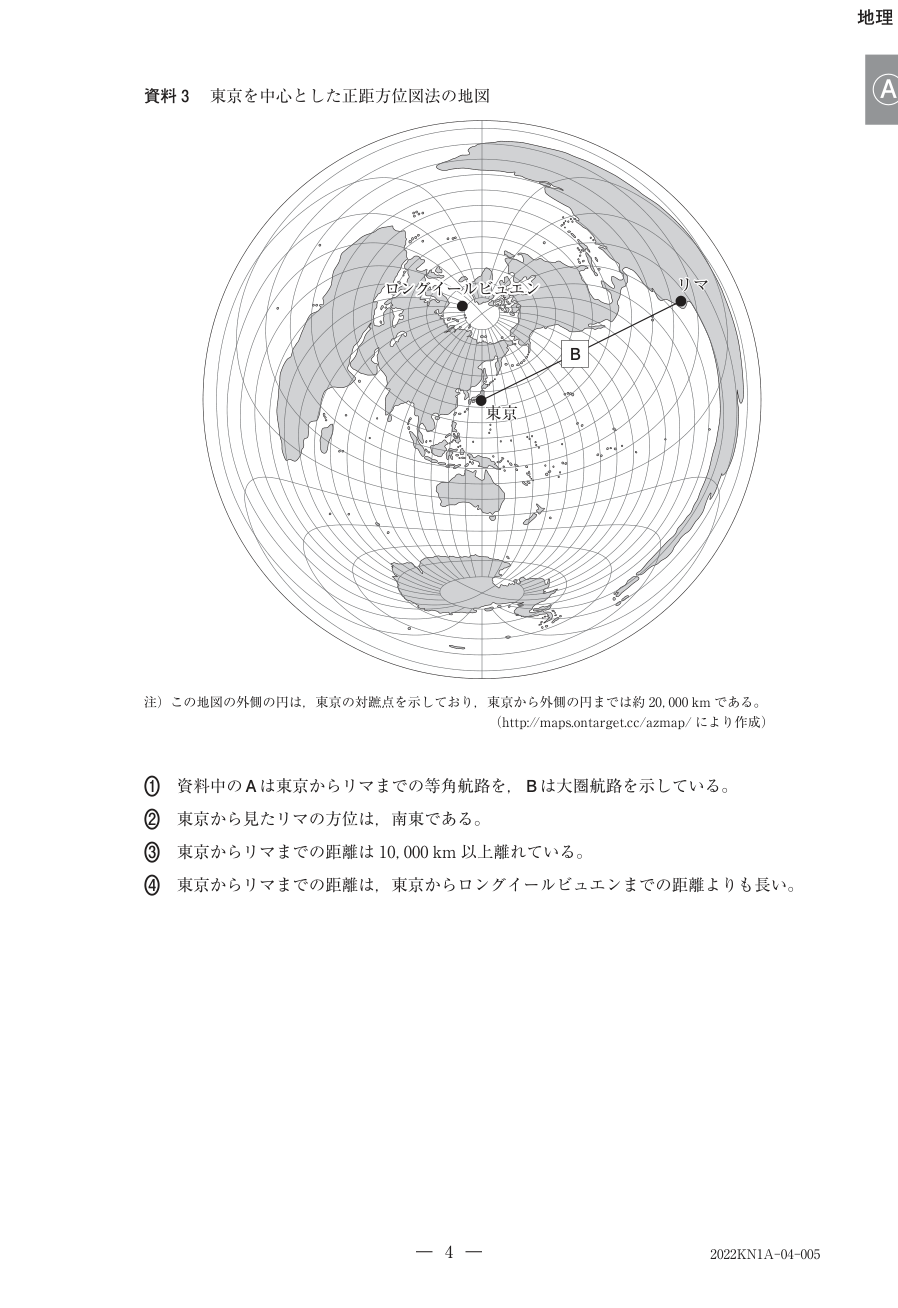 地理
Ⓐ
資料3 東京を中心とした正距方位図法の地図
ロングイールビュエン
リマ
B
東京
注）この地図の外側の円は，東京の対蹠点を示しており，東京から外側の円までは約20,000 kmである。
（http://maps.ontarget.cc/azmap/ により作成）
① 資料中のAは東京からリマまでの等角航路を，Bは大圏航路を示している。
② 東京から見たリマの方位は，南東である。
③ 東京からリマまでの距離は10,000 km以上離れている。
④ 東京からリマまでの距離は，東京からロングイールビュエンまでの距離よりも長い。
― 4 ―
2022KN1A-04-005